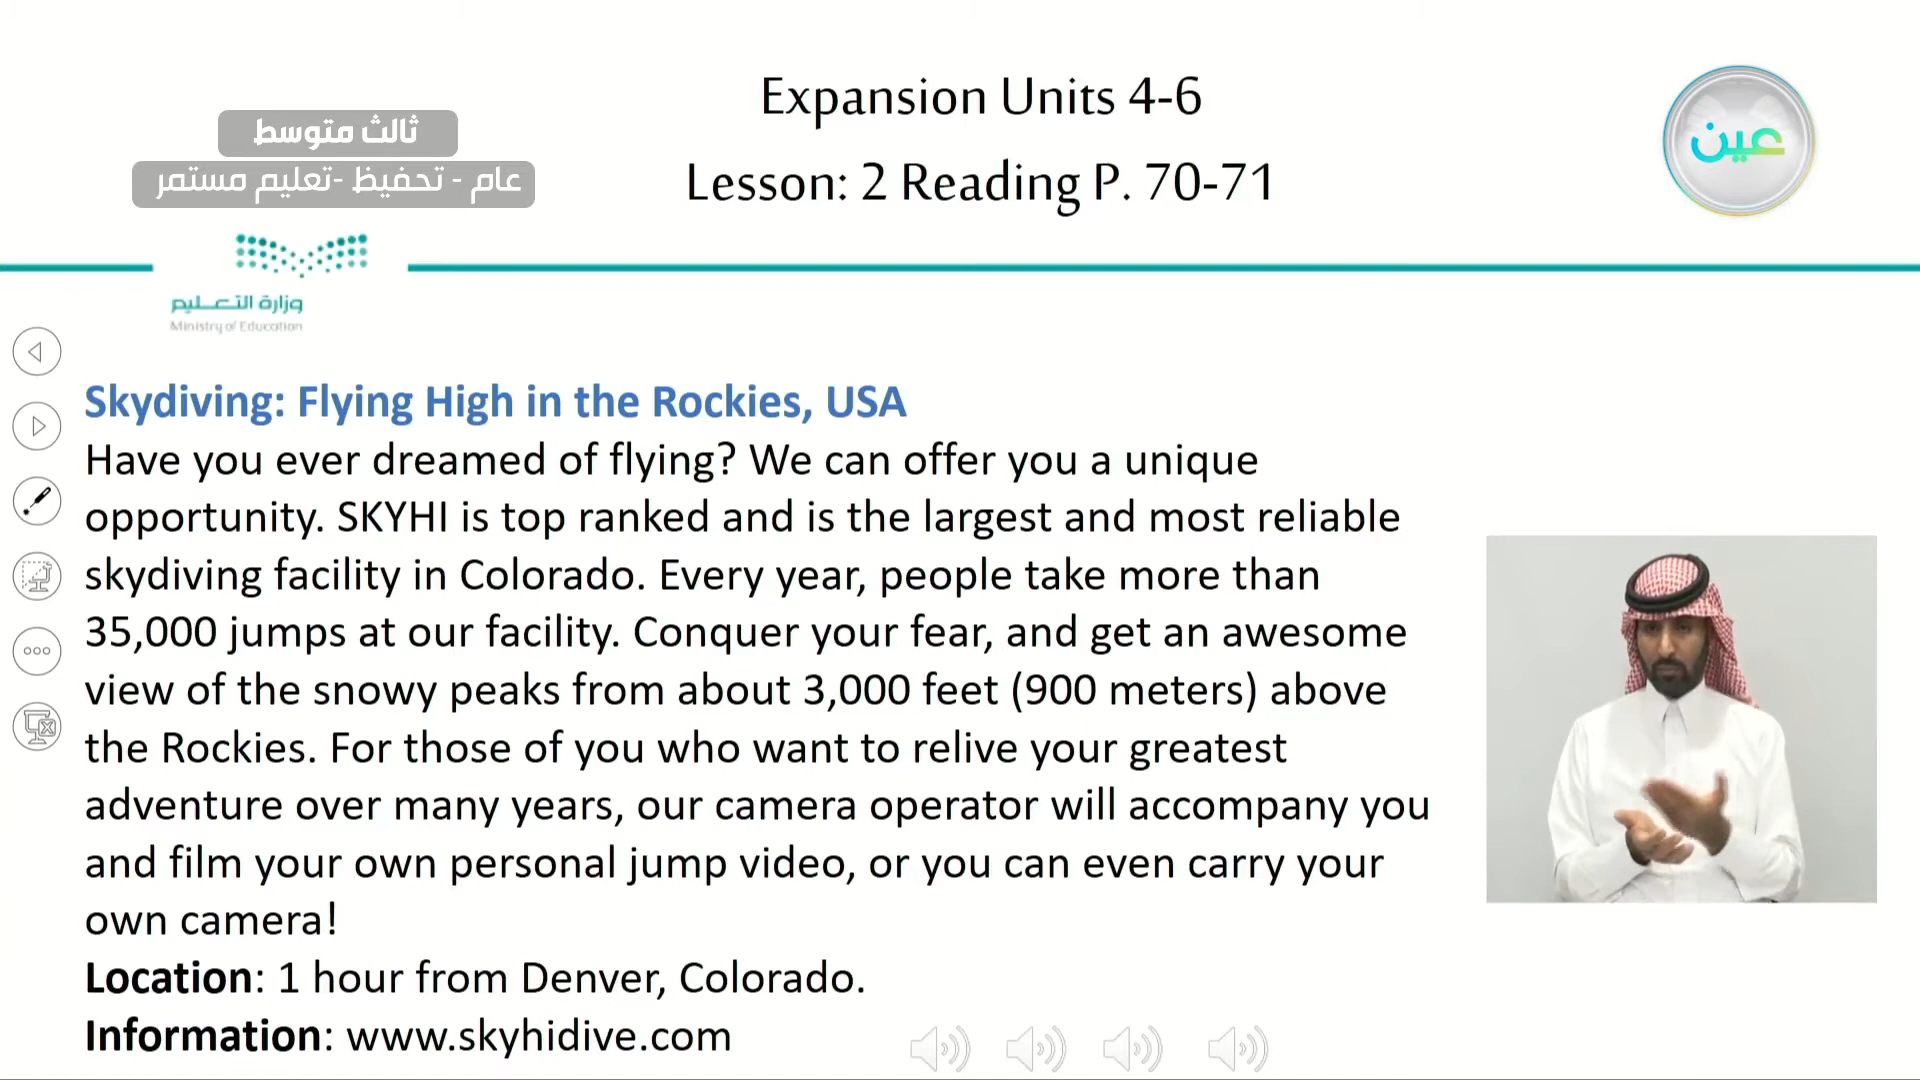 Expansion Units 4-6
Lesson: 2 Reading P. 70-71
ثالث متوسط
عام - تحفيظ -تعليم مستمر
عين
وزارة التعليم
Ministry of Education
Skydiving: Flying High in the Rockies, USA
Have you ever dreamed of flying? We can offer you a unique
opportunity. SKYHI is top ranked and is the largest and most reliable
skydiving facility in Colorado. Every year, people take more than
35,000 jumps at our facility. Conquer your fear, and get an awesome
view of the snowy peaks from about 3,000 feet (900 meters) above
the Rockies. For those of you who want to relive your greatest
adventure over many years, our camera operator will accompany you
and film your own personal jump video, or you can even carry your
own camera!
Location: 1 hour from Denver, Colorado.
Information: www.skyhidive.com